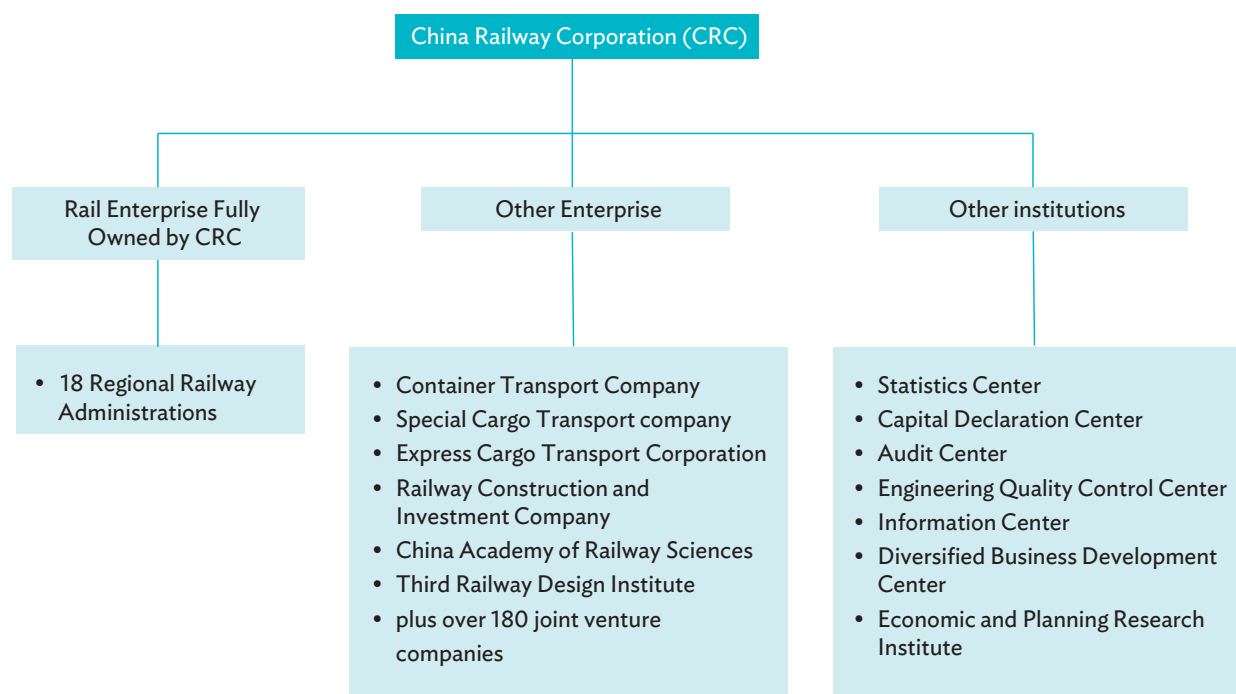 China Railway Corporation (CRC)
Rail Enterprise Fully
Owned by CRC
Other Enterprise
Other institutions
• 18 Regional Railway
Administrations
• Container Transport Company
• Special Cargo Transport company
• Express Cargo Transport Corporation
• Railway Construction and
Investment Company
• China Academy of Railway Sciences
• Third Railway Design Institute
• plus over 180 joint venture
companies
• Statistics Center
• Capital Declaration Center
• Audit Center
• Engineering Quality Control Center
• Information Center
• Diversified Business Development
Center
• Economic and Planning Research
Institute